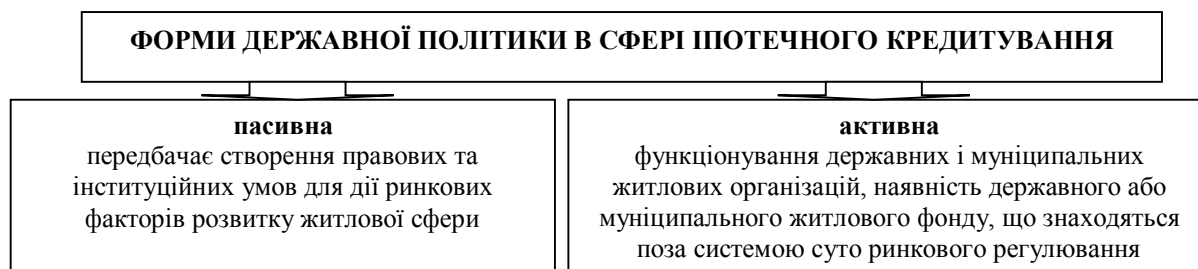 ФОРМИ ДЕРЖАВНОЇ ПОЛІТИКИ В СФЕРІ ІПОТЕЧНОГО КРЕДИТУВАННЯ
пасивна
передбачає створення правових та
інституційних умов для дії ринкових
факторів розвитку житлової сфери
активна
функціонування державних і муніципальних
житлових організацій, наявність державного або
муніципального житлового фонду, що знаходяться
поза системою суто ринкового регулювання